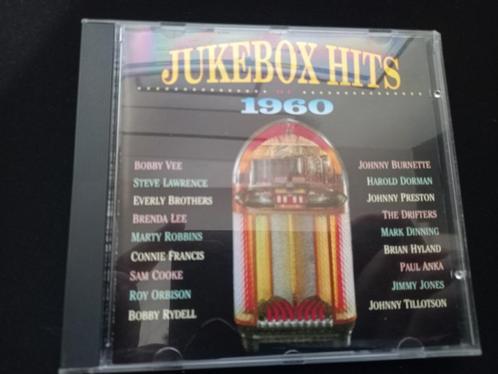 JUKEBOX HITS
OF
1960
BOBBY VEE
STEVE LAWRENCE
EVERLY BROTHERS
BRENDA LEE
MARTY ROBBINS
CONNIE FRANCIS
SAM COOKE
ROY ORBISON
BOBBY RYDELL
JOHNNY BURNETTE
HAROLD DORMAN
JOHNNY PRESTON
THE DRIFTERS
MARK DINNING
BRIAN HYLAND
PAUL ANKA
JIMMY JONES
JOHNNY TILLOTSON